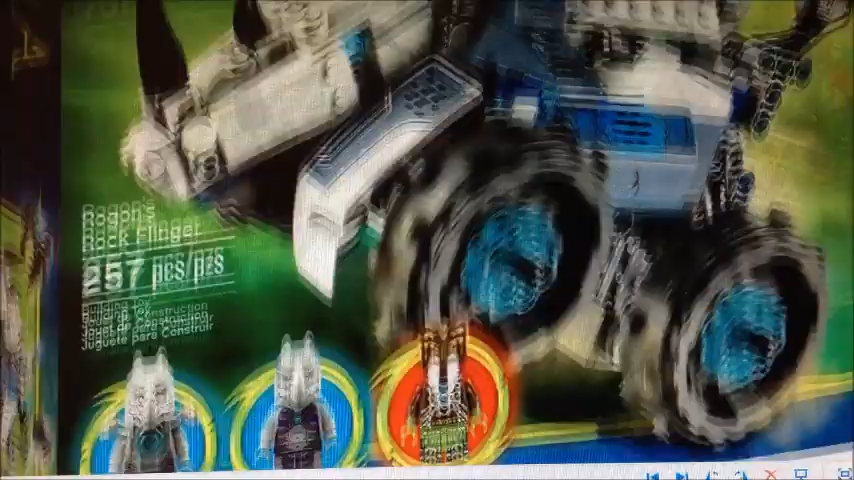 Rogon's
Rock Flinger
257 pcs/pzs
Building Toy
Jouet de construction
Juguete para Construir